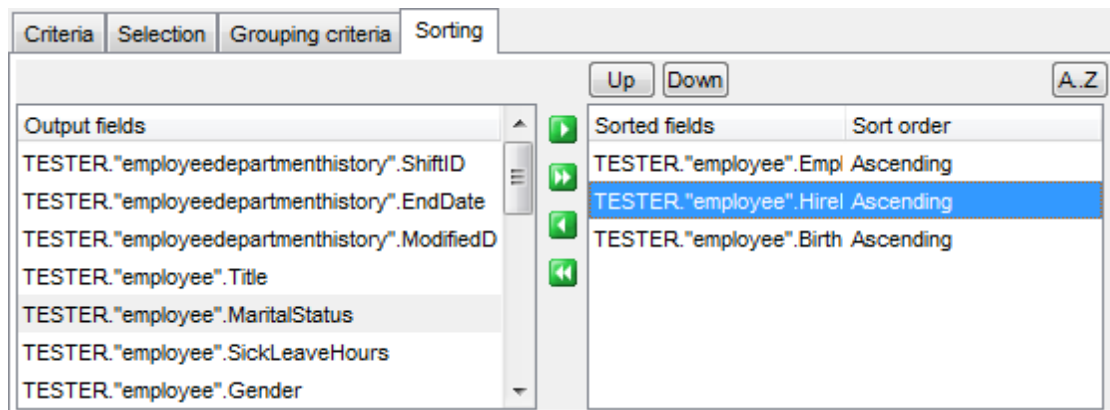 Criteria Selection Grouping criteria Sorting
Up Down A..Z
Output fields
TESTER."employeedepartmenthistory".ShiftID
TESTER."employeedepartmenthistory".EndDate
TESTER."employeedepartmenthistory".ModifiedD
TESTER."employee".Title
TESTER."employee".MaritalStatus
TESTER."employee".SickLeaveHours
TESTER."employee".Gender
Sorted fields Sort order
TESTER."employee".Empl Ascending
TESTER."employee".Hirel Ascending
TESTER."employee".Birth Ascending